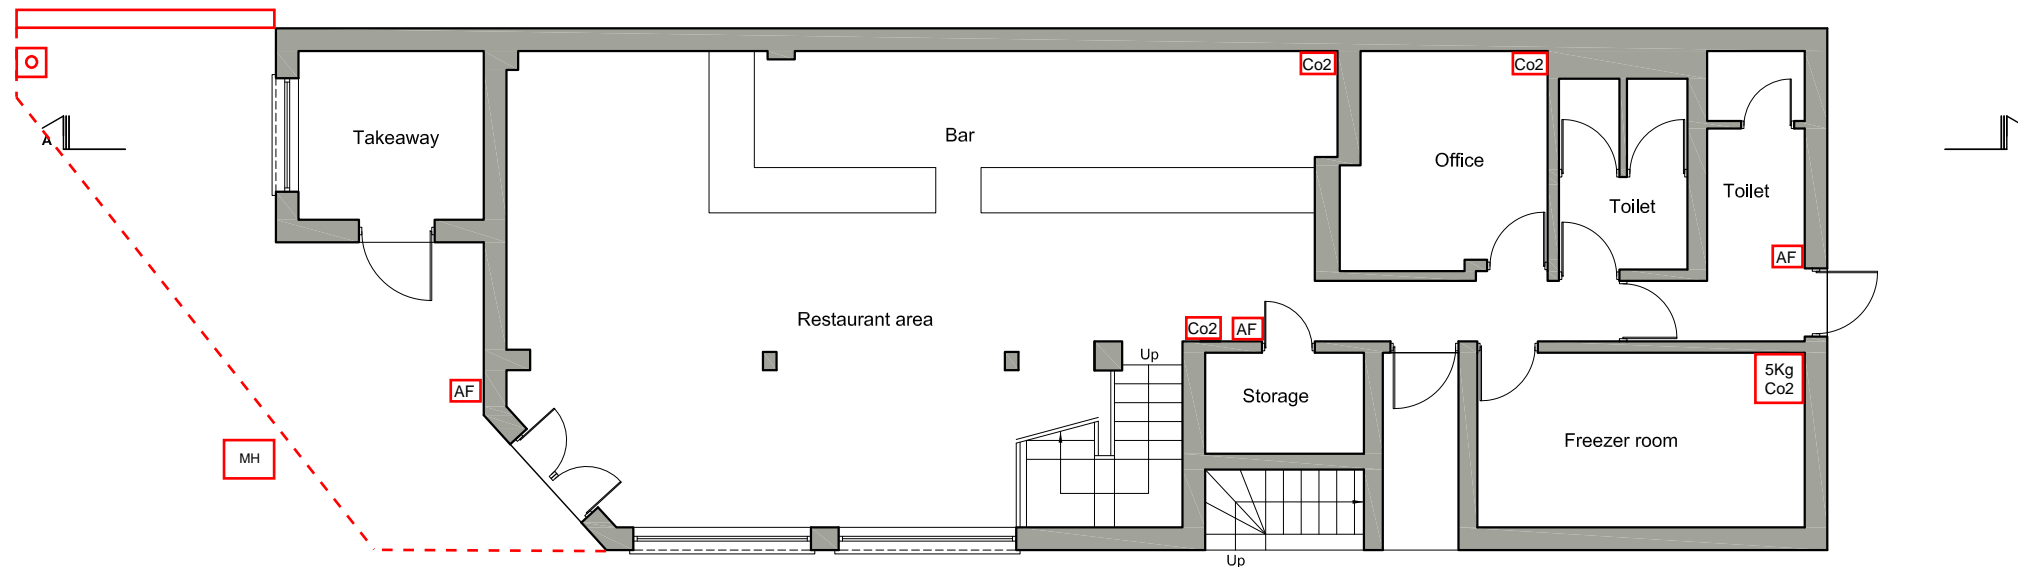 Co2
Co2
A
Takeaway
Bar
Office
Toilet
Toilet
AF
Restaurant area
Co2
AF
Up
5Kg
Co2
AF
Storage
Freezer room
MH
Up